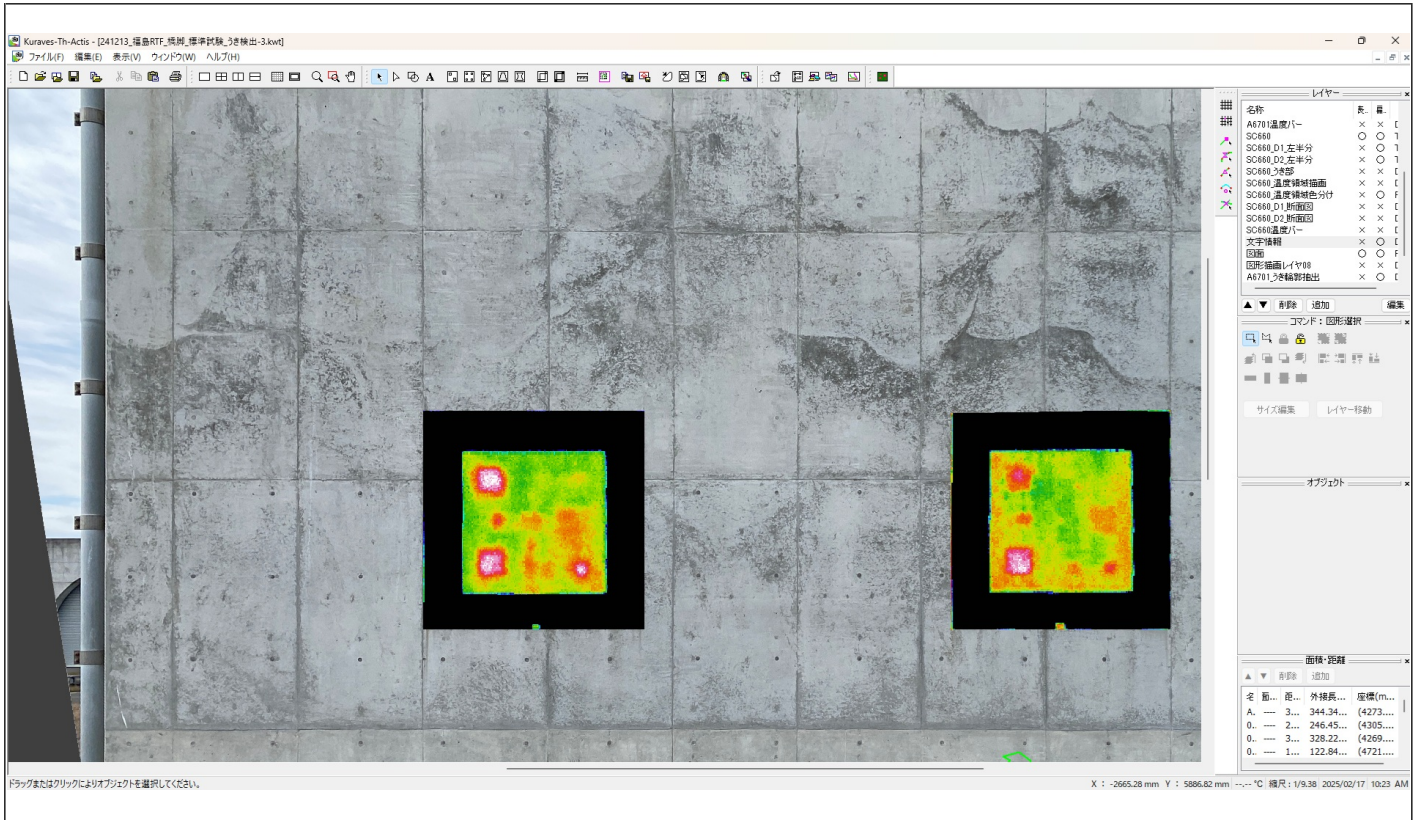 Kuraves-Th-Actis - [241213_福島RTF_橋脚_標準試験_うき検出-3.kwt]
ファイル(F) 編集(E) 表示(V) ウインドウ(W) ヘルプ(H)
レイヤー
名称
A6701温度バー
SC660
SC660_D1_左半分
SC660_D2_左半分
SC660_うき部
SC660_温度領域描画
SC660_温度領域色分け
SC660_D1_断面図
SC660_D2_断面図
SC660温度バー
文字情報
図面
図形描画レイヤ08
A6701_うき輪郭抽出
▲ ▼ 削除 追加 編集
コマンド : 図形選択
サイズ編集 レイヤー移動
オブジェクト
面積・距離
▲ ▼ 削除 追加
名 面... 距... 外接長... 座標(m...
A. ---- 3... 344.34... (4273....
0.. ---- 2... 246.45... (4305....
0.. ---- 3... 328.22... (4269....
0.. ---- 1... 122.84... (4721....
ドラッグまたはクリックによりオブジェクトを選択してください。
X : -2665.28 mm Y : 5886.82 mm --.-- °C 縮尺 : 1/9.38 2025/02/17 10:23 AM